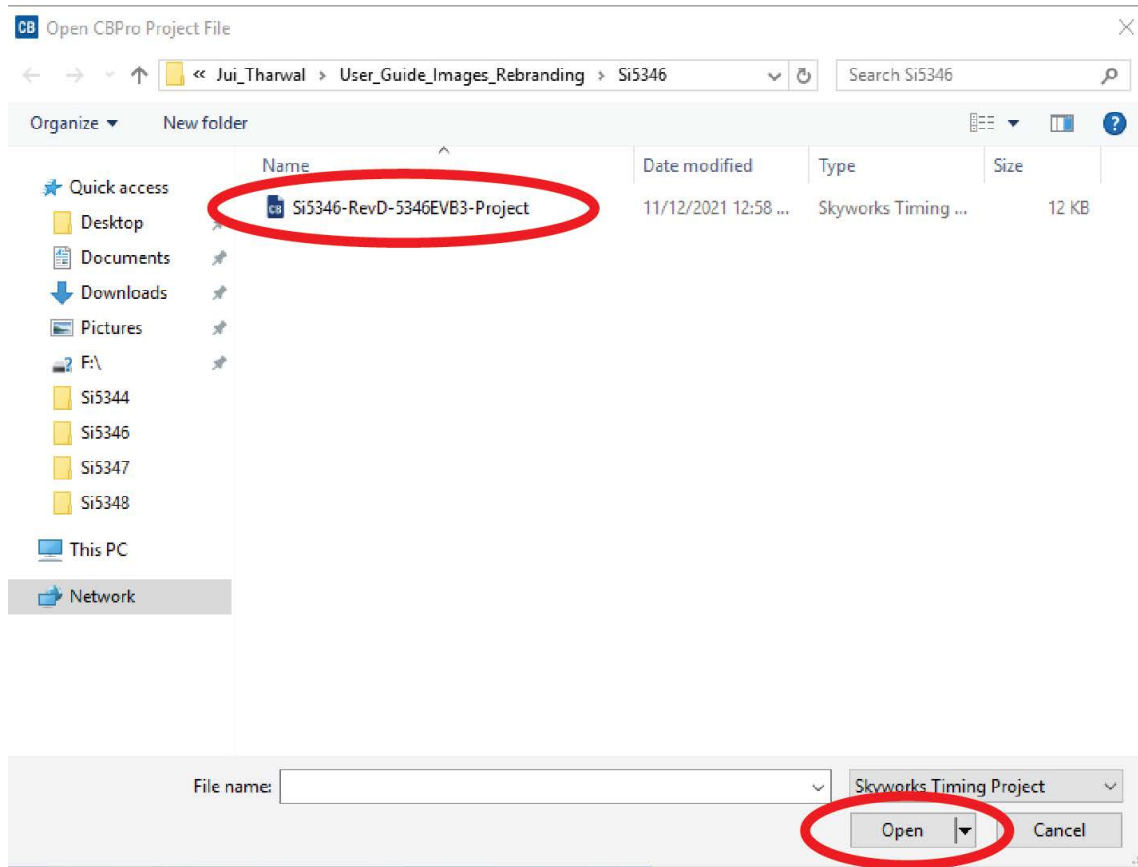 CB Open CBPro Project File
« Jui_Tharwal > User_Guide_Images_Rebranding > Si5346 Search Si5346
Organize New folder ?
Name Date modified Type Size
Quick access
CB Si5346-RevD-5346EVB3-Project 11/12/2021 12:58 ... Skyworks Timing ... 12 KB
Desktop
Documents
Downloads
Pictures
F:\
Si5344
Si5346
Si5347
Si5348
This PC
Network
File name: Skyworks Timing Project
Open Cancel